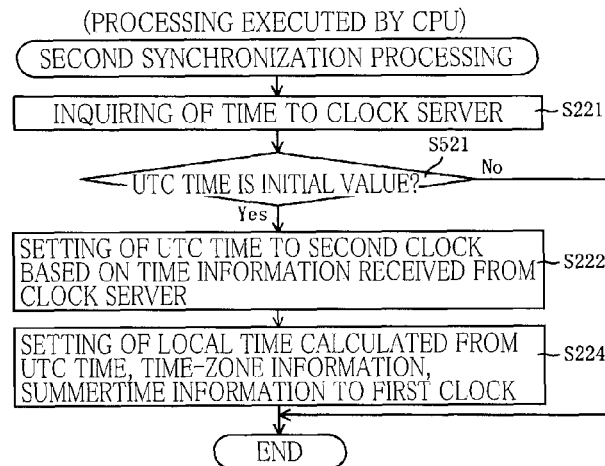 (PROCESSING EXECUTED BY CPU)
SECOND SYNCHRONIZATION PROCESSING
INQUIRING OF TIME TO CLOCK SERVER
S221
S521
UTC TIME IS INITIAL VALUE?
No
Yes
SETTING OF UTC TIME TO SECOND CLOCK
BASED ON TIME INFORMATION RECEIVED FROM
CLOCK SERVER
S222
SETTING OF LOCAL TIME CALCULATED FROM
UTC TIME, TIME-ZONE INFORMATION,
SUMMERTIME INFORMATION TO FIRST CLOCK
S224
END